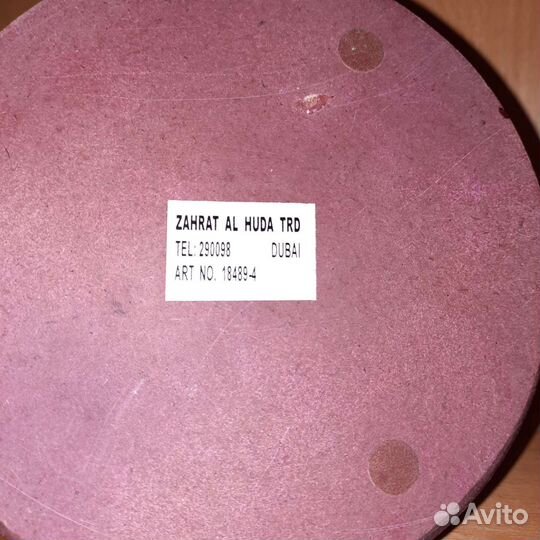 ZAHRAT AL HUDA TRD
TEL: 290098 DUBAI
ART NO. 18489-4
Avito